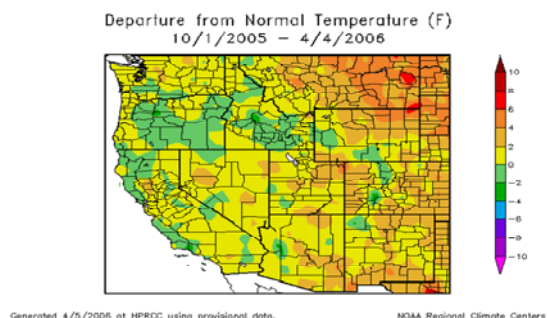 Departure from Normal Temperature (F)
10/1/2005 – 4/4/2006
10
8
6
4
2
0
−2
−4
−6
−8
−10
Generated 4/5/2006 at HPRCC using provisional data.
NOAA Regional Climate Centers